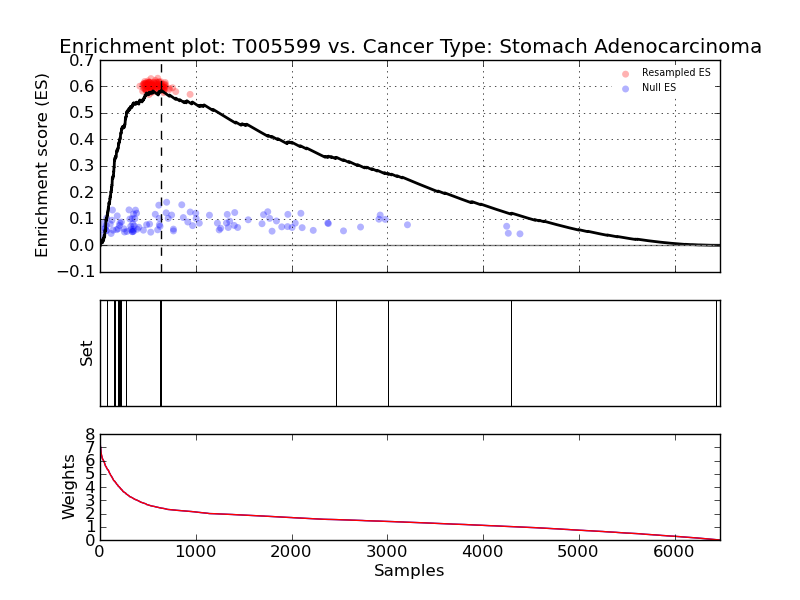 Enrichment plot: T005599 vs. Cancer Type: Stomach Adenocarcinoma
Enrichment score (ES)
0.7
0.6
0.5
0.4
0.3
0.2
0.1
0.0
−0.1
Resampled ES
Null ES
Set
Weights
8
7
6
5
4
3
2
1
0
0 1000 2000 3000 4000 5000 6000
Samples